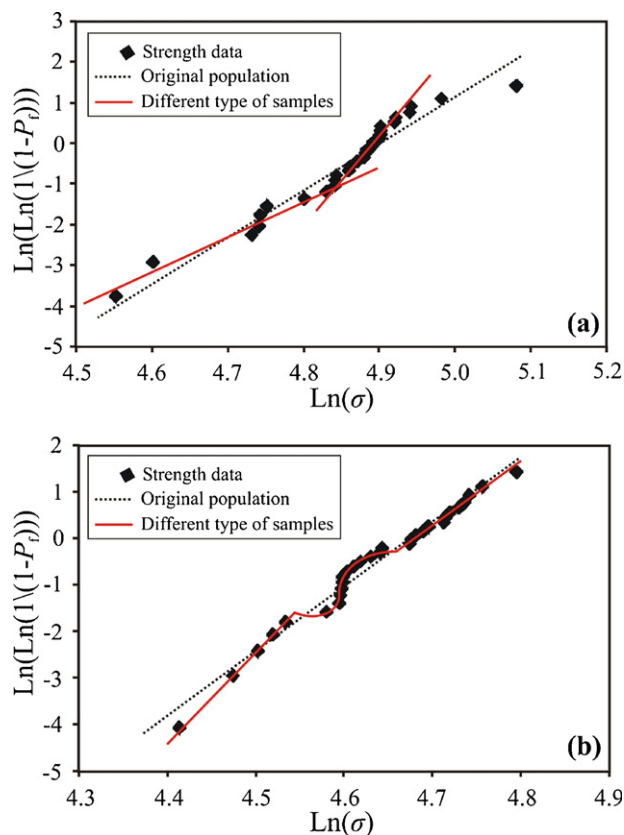 3
2
1
0
-1
-2
-3
-4
-5
Ln(Ln(1\(1-Pf)))
Strength data
Original population
Different type of samples
(a)
4.5 4.6 4.7 4.8 4.9 5.0 5.1 5.2
Ln(σ)
2
1
0
-1
-2
-3
-4
-5
Ln(Ln(1\(1-Pf)))
Strength data
Original population
Different type of samples
(b)
4.3 4.4 4.5 4.6 4.7 4.8 4.9
Ln(σ)